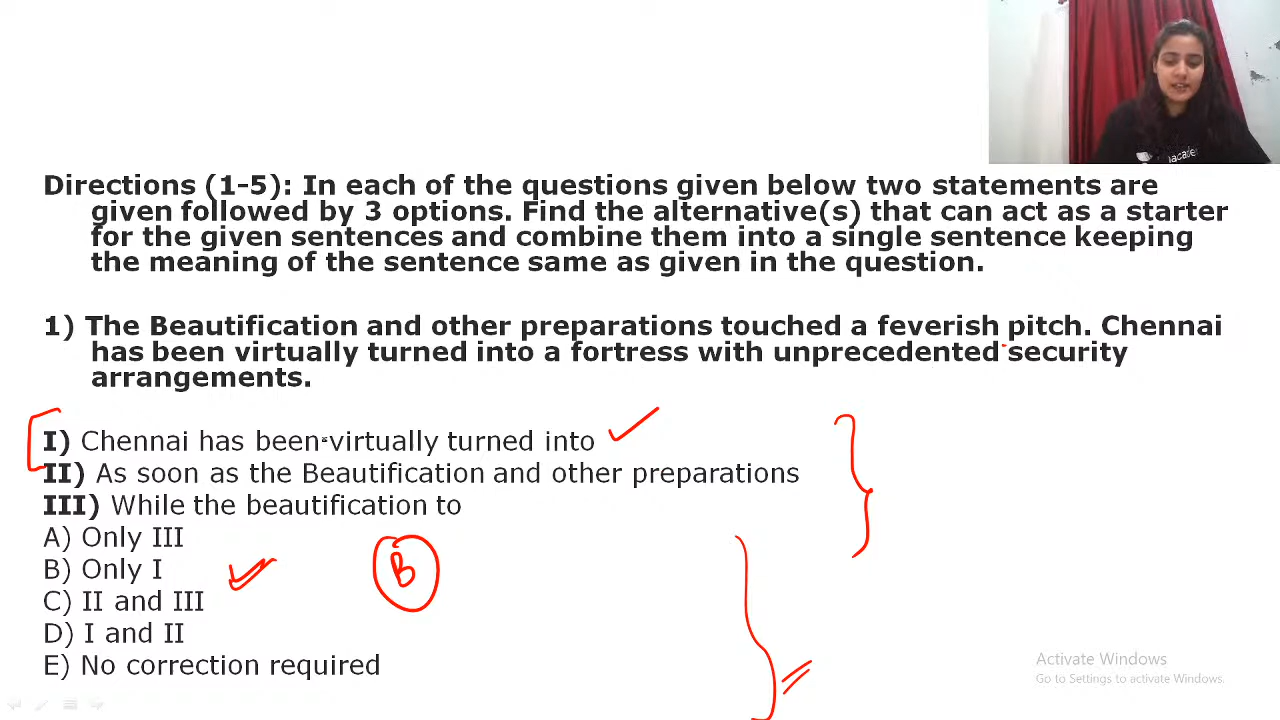 Directions (1-5): In each of the questions given below two statements are
given followed by 3 options. Find the alternative(s) that can act as a starter
for the given sentences and combine them into a single sentence keeping
the meaning of the sentence same as given in the question.
1) The Beautification and other preparations touched a feverish pitch. Chennai
has been virtually turned into a fortress with unprecedented security
arrangements.
I) Chennai has been virtually turned into
II) As soon as the Beautification and other preparations
III) While the beautification to
A) Only III
B) Only I
C) II and III
D) I and II
E) No correction required
B
Activate Windows
Go to Settings to activate Windows.